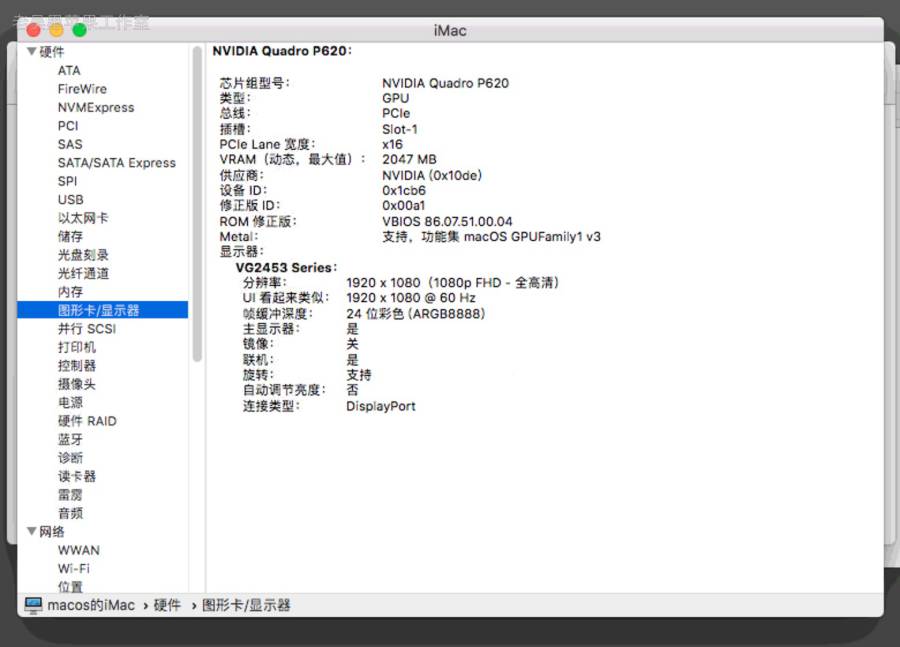 iMac
硬件
ATA
FireWire
NVMExpress
PCI
SAS
SATA/SATA Express
SPI
USB
以太网卡
储存
光盘刻录
光纤通道
内存
图形卡/显示器
并行 SCSI
打印机
控制器
摄像头
电源
硬件 RAID
蓝牙
诊断
读卡器
雷雳
音频
网络
WWAN
Wi-Fi
位置
NVIDIA Quadro P620:
芯片组型号: NVIDIA Quadro P620
类型: GPU
总线: PCIe
插槽: Slot-1
PCIe Lane 宽度: x16
VRAM（动态，最大值）: 2047 MB
供应商: NVIDIA (0x10de)
设备 ID: 0x1cb6
修正版 ID: 0x00a1
ROM 修正版: VBIOS 86.07.51.00.04
Metal: 支持，功能集 macOS GPUFamily1 v3
显示器:
VG2453 Series:
分辨率: 1920 x 1080（1080p FHD - 全高清）
UI 看起来类似: 1920 x 1080 @ 60 Hz
帧缓冲深度: 24 位彩色 (ARGB8888)
主显示器: 是
镜像: 关
联机: 是
旋转: 支持
自动调节亮度: 否
连接类型: DisplayPort
macos的iMac › 硬件 › 图形卡/显示器